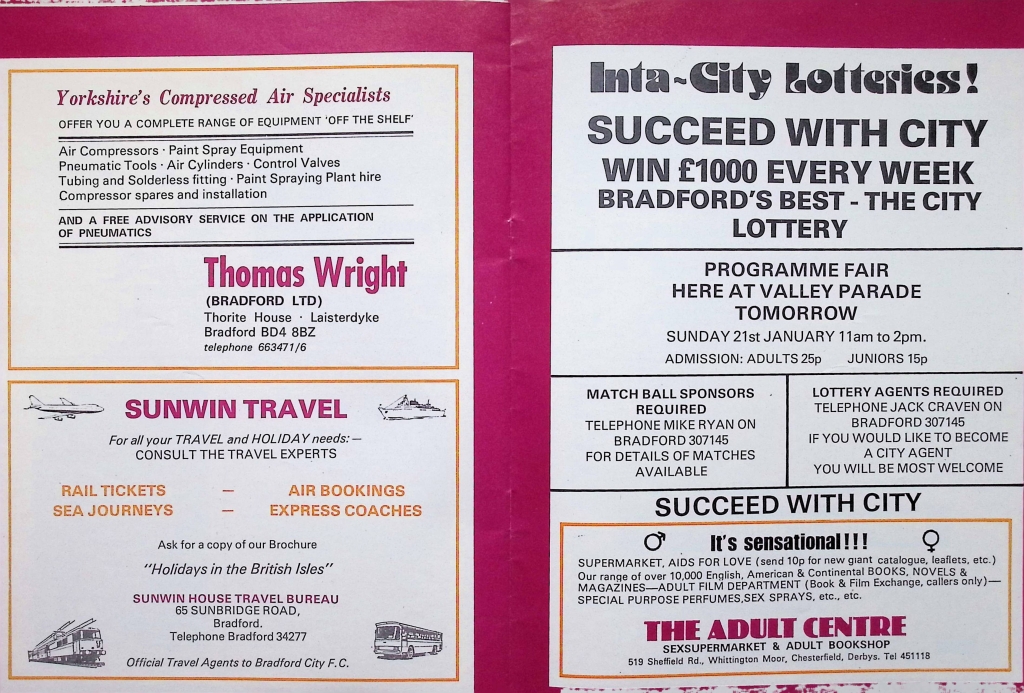 Yorkshire's Compressed Air Specialists
OFFER YOU A COMPLETE RANGE OF EQUIPMENT 'OFF THE SHELF'
Air Compressors · Paint Spray Equipment
Pneumatic Tools · Air Cylinders · Control Valves
Tubing and Solderless fitting · Paint Spraying Plant hire
Compressor spares and installation
AND A FREE ADVISORY SERVICE ON THE APPLICATION
OF PNEUMATICS
Thomas Wright
(BRADFORD LTD)
Thorite House · Laisterdyke
Bradford BD4 8BZ
telephone 663471/6
SUNWIN TRAVEL
For all your TRAVEL and HOLIDAY needs:—
CONSULT THE TRAVEL EXPERTS
RAIL TICKETS — AIR BOOKINGS
SEA JOURNEYS — EXPRESS COACHES
Ask for a copy of our Brochure
"Holidays in the British Isles"
SUNWIN HOUSE TRAVEL BUREAU
65 SUNBRIDGE ROAD,
Bradford.
Telephone Bradford 34277
Official Travel Agents to Bradford City F.C.
Inta~City Lotteries!
SUCCEED WITH CITY
WIN £1000 EVERY WEEK
BRADFORD'S BEST - THE CITY
LOTTERY
PROGRAMME FAIR
HERE AT VALLEY PARADE
TOMORROW
SUNDAY 21st JANUARY 11am to 2pm.
ADMISSION: ADULTS 25p JUNIORS 15p
MATCH BALL SPONSORS
REQUIRED
TELEPHONE MIKE RYAN ON
BRADFORD 307145
FOR DETAILS OF MATCHES
AVAILABLE
LOTTERY AGENTS REQUIRED
TELEPHONE JACK CRAVEN ON
BRADFORD 307145
IF YOU WOULD LIKE TO BECOME
A CITY AGENT
YOU WILL BE MOST WELCOME
SUCCEED WITH CITY
♂ It's sensational!!! ♀
SUPERMARKET, AIDS FOR LOVE (send 10p for new giant catalogue, leaflets, etc.)
Our range of over 10,000 English, American & Continental BOOKS, NOVELS &
MAGAZINES—ADULT FILM DEPARTMENT (Book & Film Exchange, callers only)—
SPECIAL PURPOSE PERFUMES,SEX SPRAYS, etc., etc.
THE ADULT CENTRE
SEXSUPERMARKET & ADULT BOOKSHOP
519 Sheffield Rd., Whittington Moor, Chesterfield, Derbys. Tel 451118